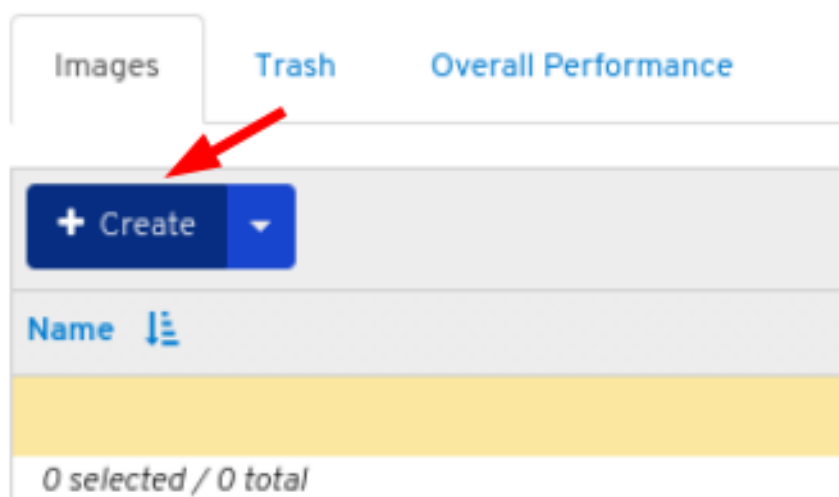 Images Trash Overall Performance
+ Create
Name
0 selected / 0 total